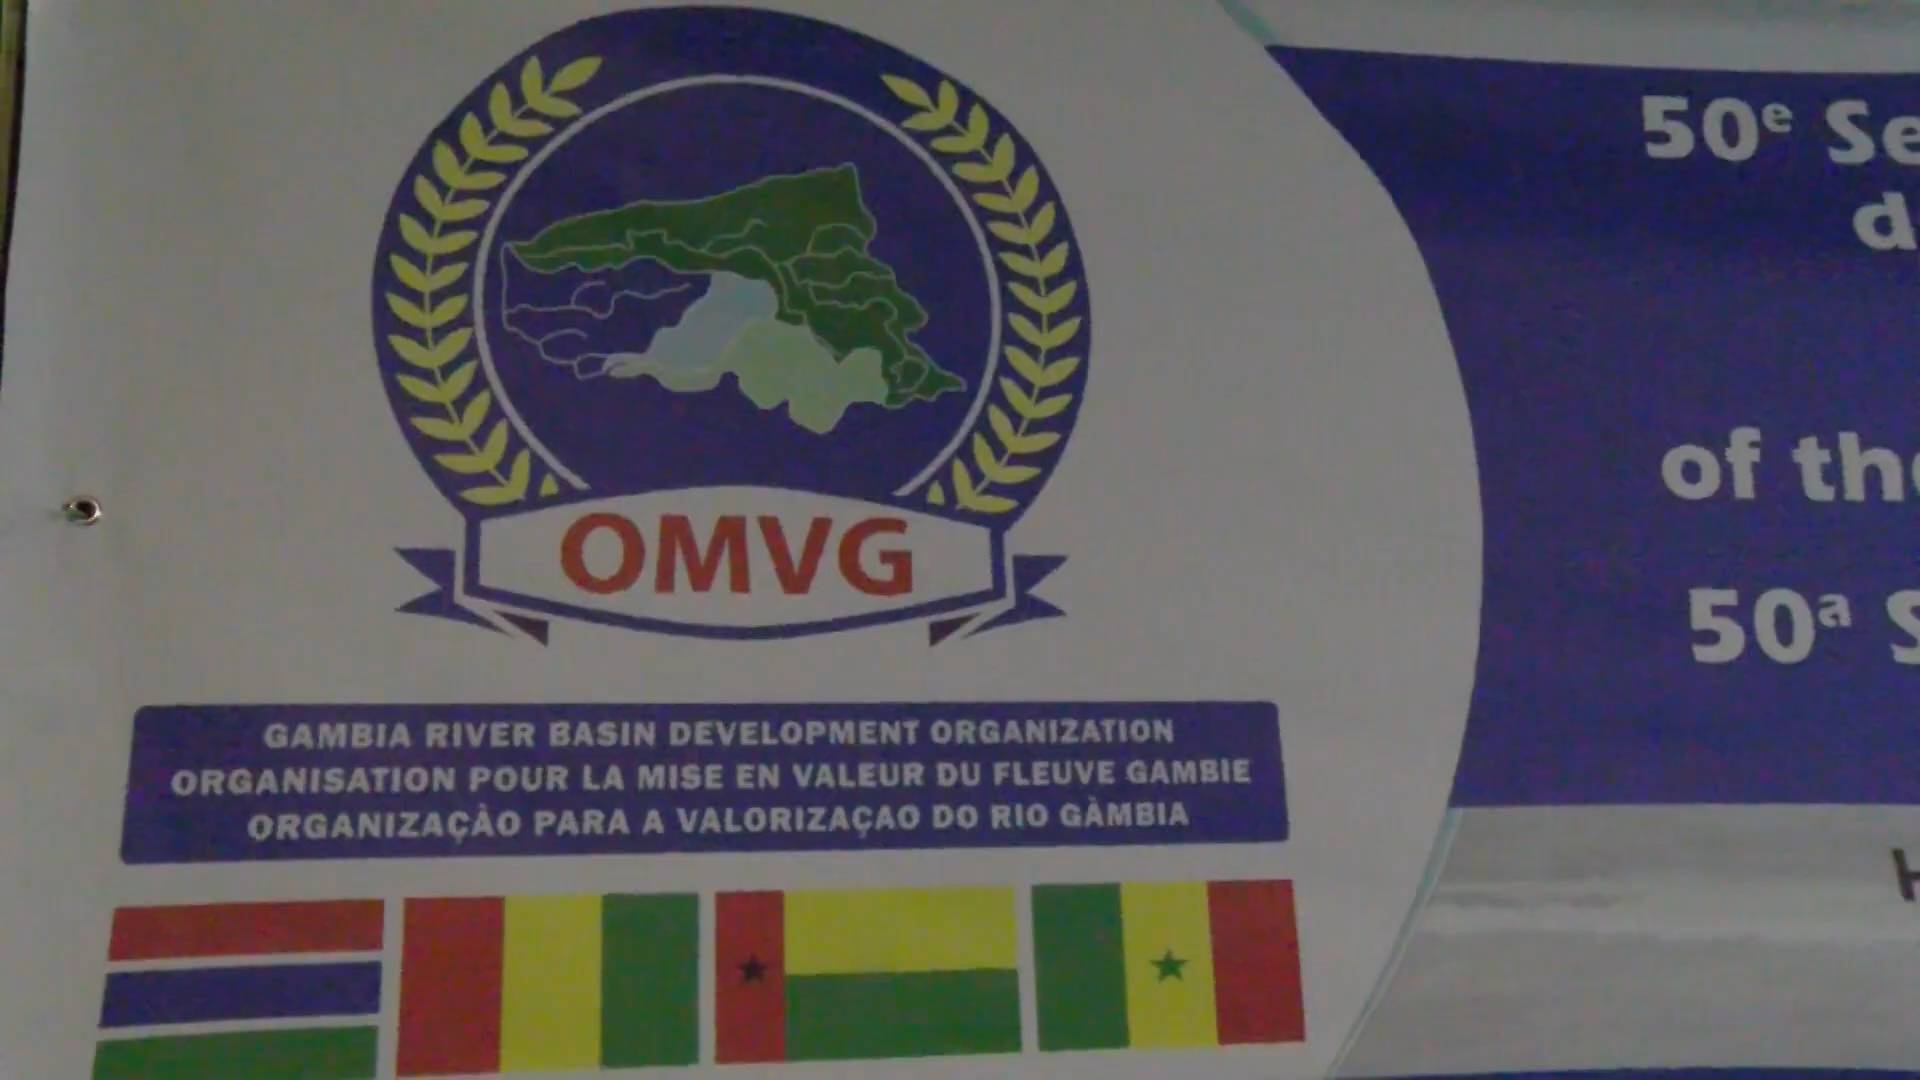 OMVG
GAMBIA RIVER BASIN DEVELOPMENT ORGANIZATION
ORGANISATION POUR LA MISE EN VALEUR DU FLEUVE GAMBIE
ORGANIZAÇÀO PARA A VALORIZAÇAO DO RIO GÀMBIA
50e
of
50a